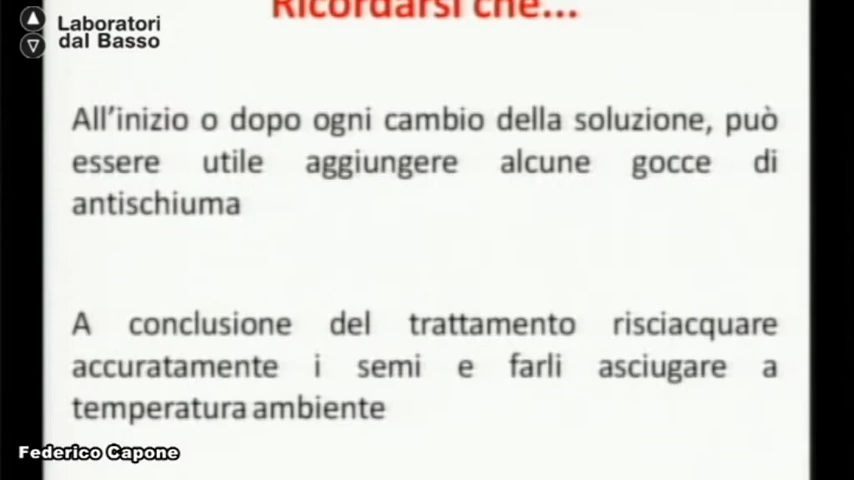 Ricordarsi che...
Laboratori
dal Basso
All'inizio o dopo ogni cambio della soluzione, può
essere utile aggiungere alcune gocce di
antischiuma
A conclusione del trattamento risciacquare
accuratamente i semi e farli asciugare a
temperatura ambiente
Federico Capone